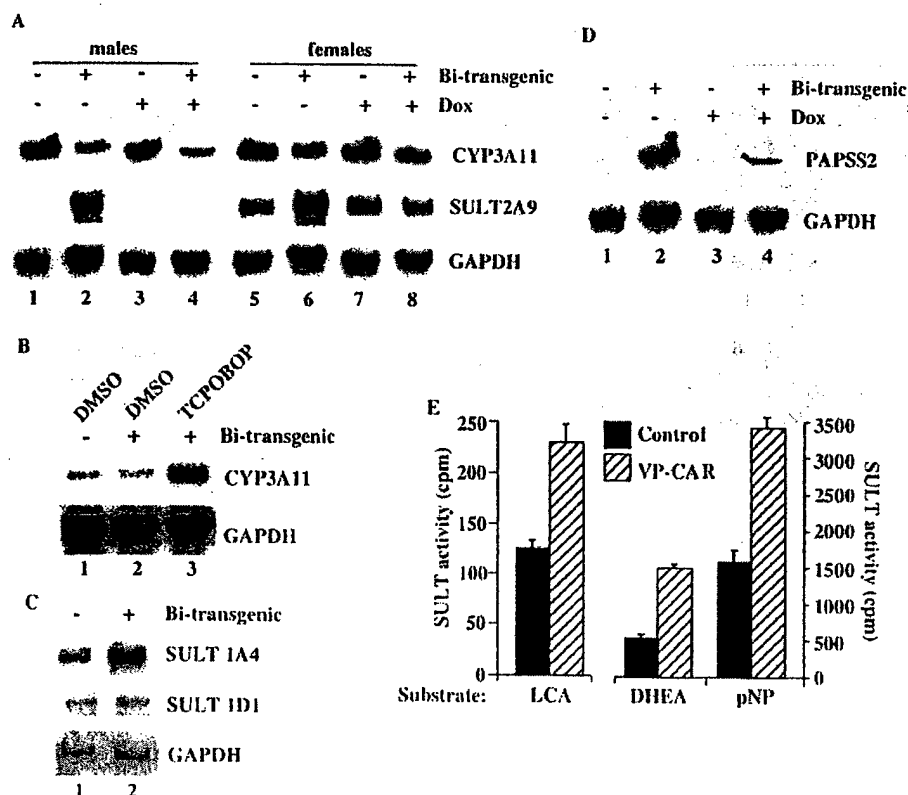 A
males females
- + - + - + - + Bi-transgenic
- - + + - - + + Dox
CYP3A11
SULT2A9
GAPDH
1 2 3 4 5 6 7 8
D
- + - + Bi-transgenic
- - + + Dox
PAPSS2
GAPDH
1 2 3 4
B
DMSO DMSO TCPOBOP
- + + Bi-transgenic
CYP3A11
GAPDH
1 2 3
C
- + Bi-transgenic
SULT 1A4
SULT 1D1
GAPDH
1 2
E
Control
VP-CAR
SULT activity (cpm)
250
200
150
100
50
0
SULT activity (cpm)
3500
3000
2500
2000
1500
1000
500
0
Substrate: LCA DHEA pNP